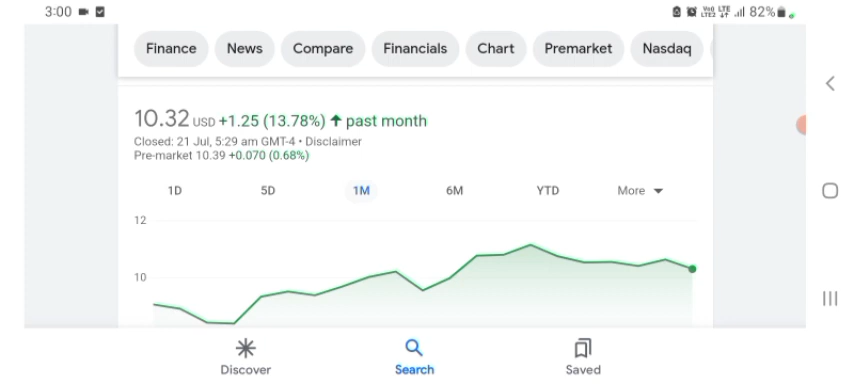 3:00
82%
Finance News Compare Financials Chart Premarket Nasdaq
10.32 USD +1.25 (13.78%) ↑ past month
Closed: 21 Jul, 5:29 am GMT-4 • Disclaimer
Pre-market 10.39 +0.070 (0.68%)
1D 5D 1M 6M YTD More
12
10
Discover Search Saved